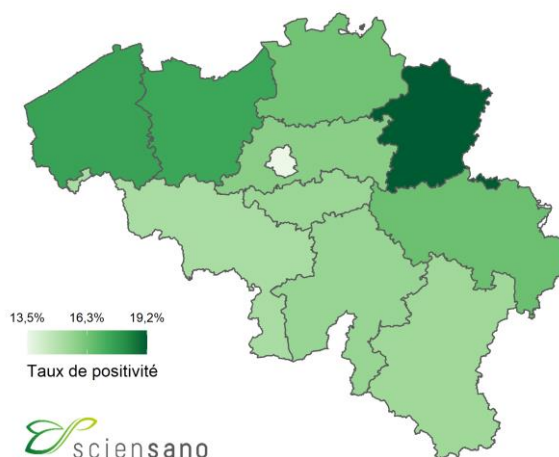 13,5% 16,3% 19,2%
Taux de positivité
sciensano